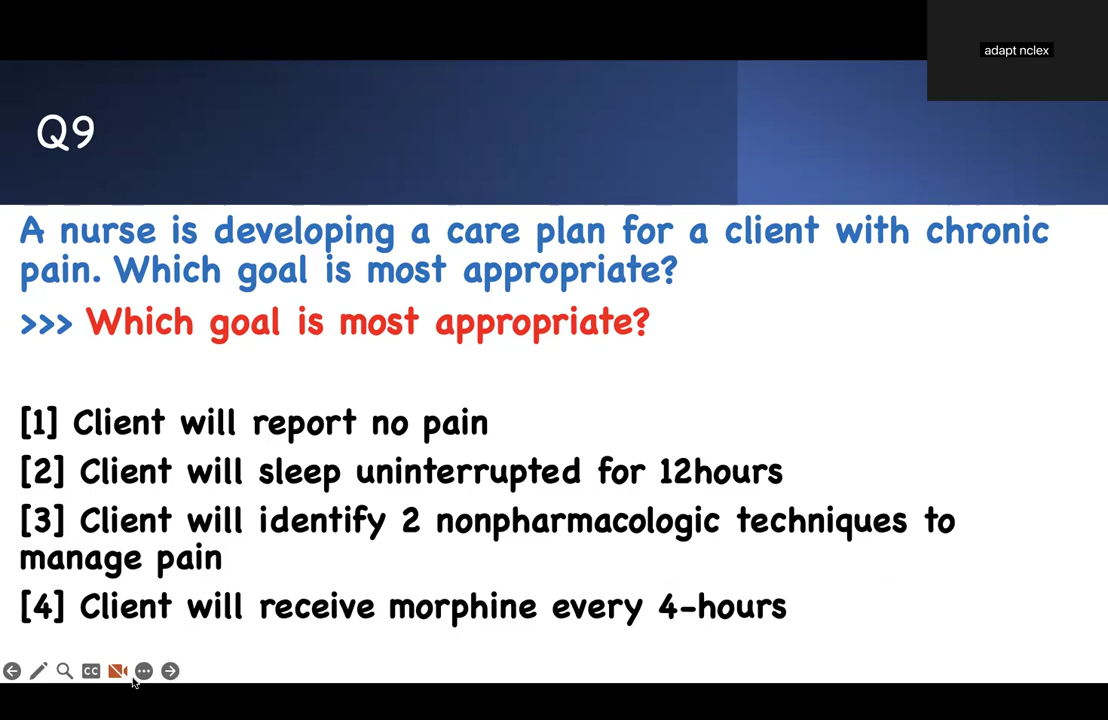 adapt nclex
Q9
A nurse is developing a care plan for a client with chronic
pain. Which goal is most appropriate?
>>> Which goal is most appropriate?
[1] Client will report no pain
[2] Client will sleep uninterrupted for 12hours
[3] Client will identify 2 nonpharmacologic techniques to
manage pain
[4] Client will receive morphine every 4-hours
CC